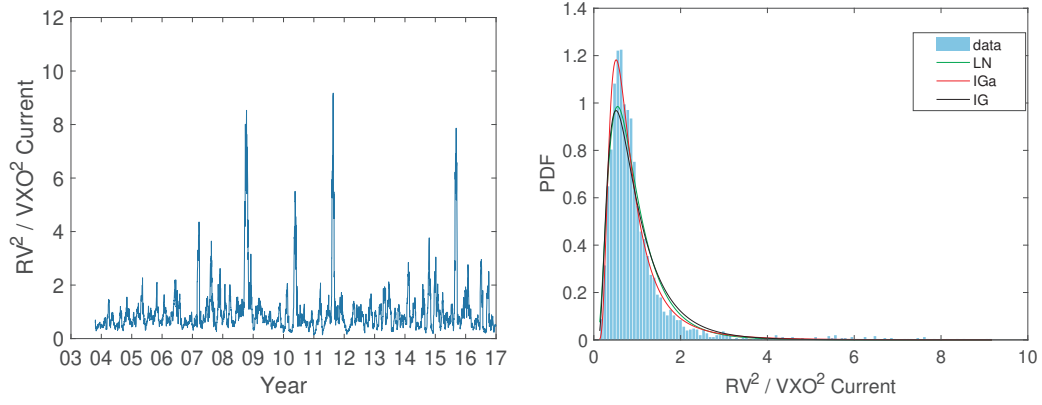 12
10
8
6
4
2
0
03 04 05 06 07 08 09 10 11 12 13 14 15 16 17
Year
RV² / VXO² Current
1.4
1.2
1
0.8
0.6
0.4
0.2
0
0 2 4 6 8 10
RV² / VXO² Current
PDF
data
LN
IGa
IG